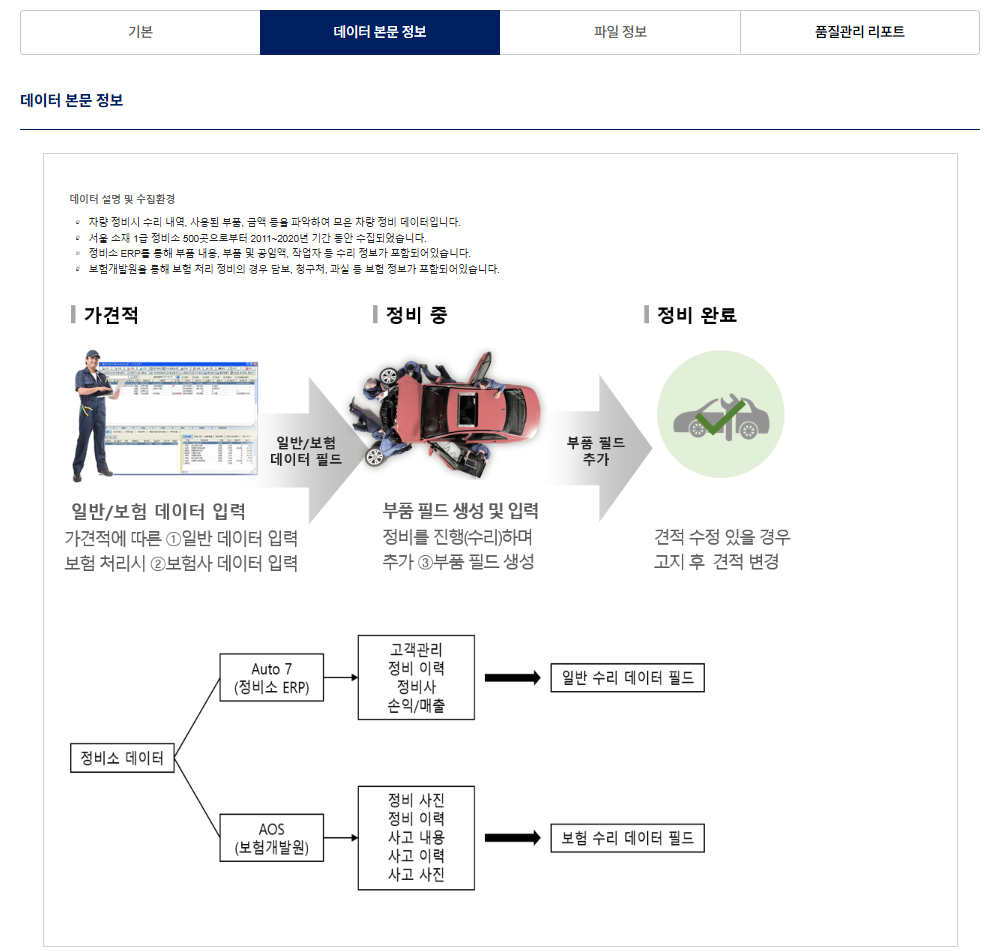 기본
데이터 본문 정보
파일 정보
품질관리 리포트
데이터 본문 정보
데이터 설명 및 수집환경
차량 정비시 수리 내역, 사용된 부품, 금액 등을 파악하여 모은 차량 정비 데이터입니다.
서울 소재 1급 정비소 500곳으로부터 2011~2020년 기간 동안 수집되었습니다.
정비소 ERP를 통해 부품 내용, 부품 및 공임액, 작업자 등 수리 정보가 포함되어있습니다.
보험개발원을 통해 보험 처리 정비의 경우 담보, 청구처, 과실 등 보험 정보가 포함되어있습니다.
가견적
정비 중
정비 완료
일반/보험
데이터 필드
부품 필드
추가
일반/보험 데이터 입력
가견적에 따른 ①일반 데이터 입력
보험 처리시 ②보험사 데이터 입력
부품 필드 생성 및 입력
정비를 진행(수리)하며
추가 ③부품 필드 생성
견적 수정 있을 경우
고지 후 견적 변경
정비소 데이터
Auto 7
(정비소 ERP)
고객관리
정비 이력
정비사
손익/매출
일반 수리 데이터 필드
AOS
(보험개발원)
정비 사진
정비 이력
사고 내용
사고 이력
사고 사진
보험 수리 데이터 필드